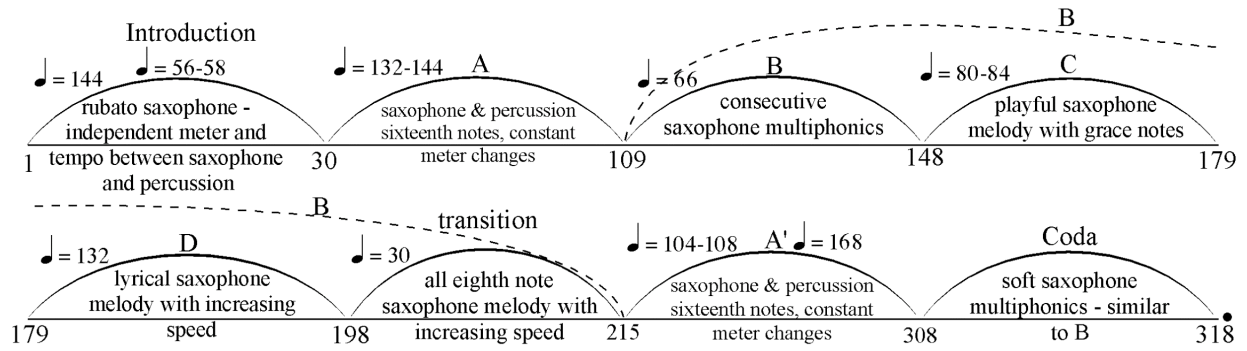 Introduction
B
♩ = 144
♩ = 56-58
♩ = 132-144
A
♩ = 66
B
♩ = 80-84
C
rubato saxophone -
independent meter and
tempo between saxophone
and percussion
saxophone & percussion
sixteenth notes, constant
meter changes
consecutive
saxophone multiphonics
playful saxophone
melody with grace notes
1
30
109
148
179
B
transition
♩ = 132
D
♩ = 30
♩ = 104-108
A'
♩ = 168
Coda
lyrical saxophone
melody with increasing
speed
all eighth note
saxophone melody with
increasing speed
saxophone & percussion
sixteenth notes, constant
meter changes
soft saxophone
multiphonics - similar
to B
179
198
215
308
318